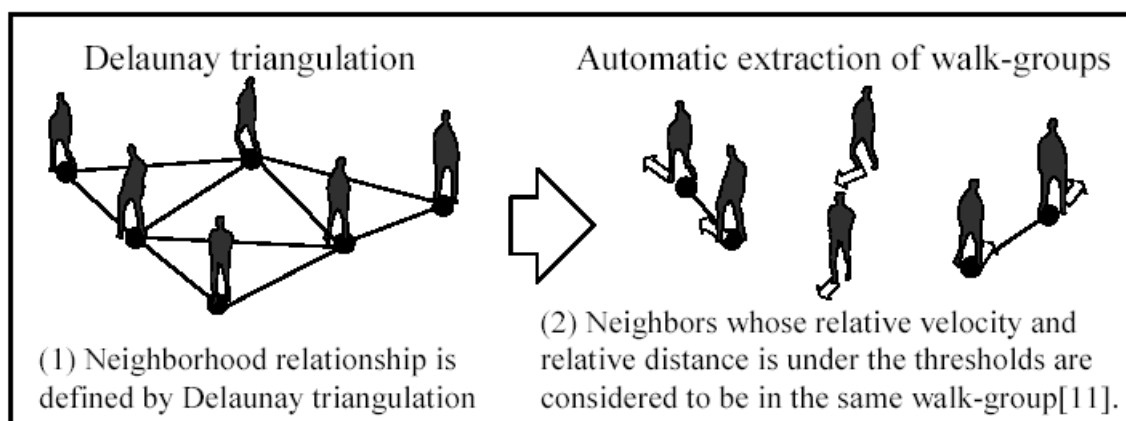 Delaunay triangulation
Automatic extraction of walk-groups
(1) Neighborhood relationship is
defined by Delaunay triangulation
(2) Neighbors whose relative velocity and
relative distance is under the thresholds are
considered to be in the same walk-group[11].